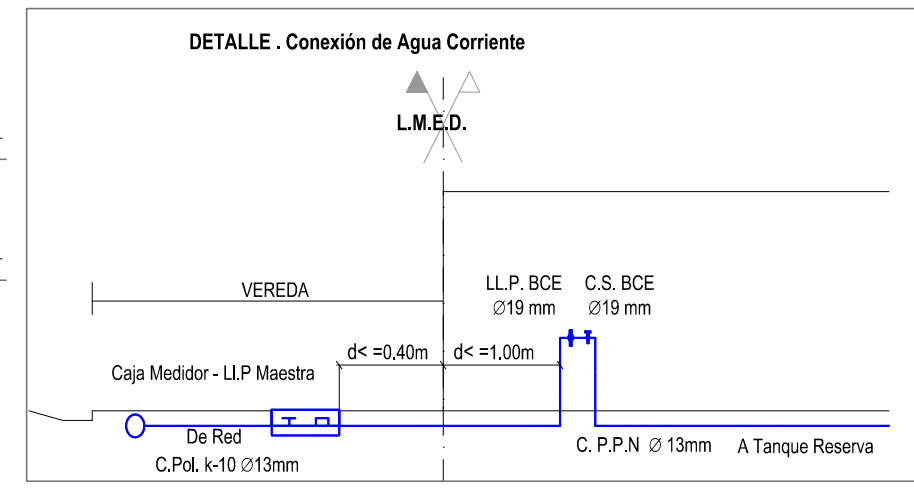 DETALLE . Conexión de Agua Corriente
L.M.E.D.
VEREDA
LL.P. BCE
Ø19 mm
C.S. BCE
Ø19 mm
d< =0.40m
d< =1.00m
Caja Medidor - Ll.P Maestra
De Red
C.Pol. k-10 Ø13mm
C. P.P.N Ø 13mm
A Tanque Reserva